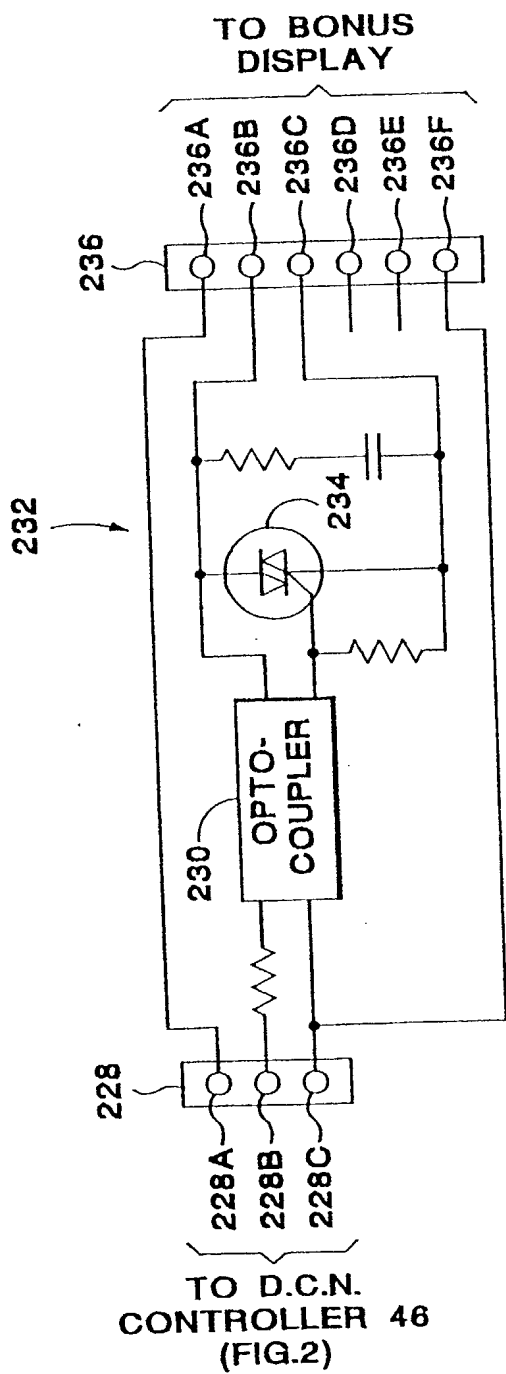 TO BONUS
DISPLAY
236
236A
236B
236C
236D
236E
236F
232
234
230
OPTO-
COUPLER
228
228A
228B
228C
TO D.C.N.
CONTROLLER 46
(FIG.2)